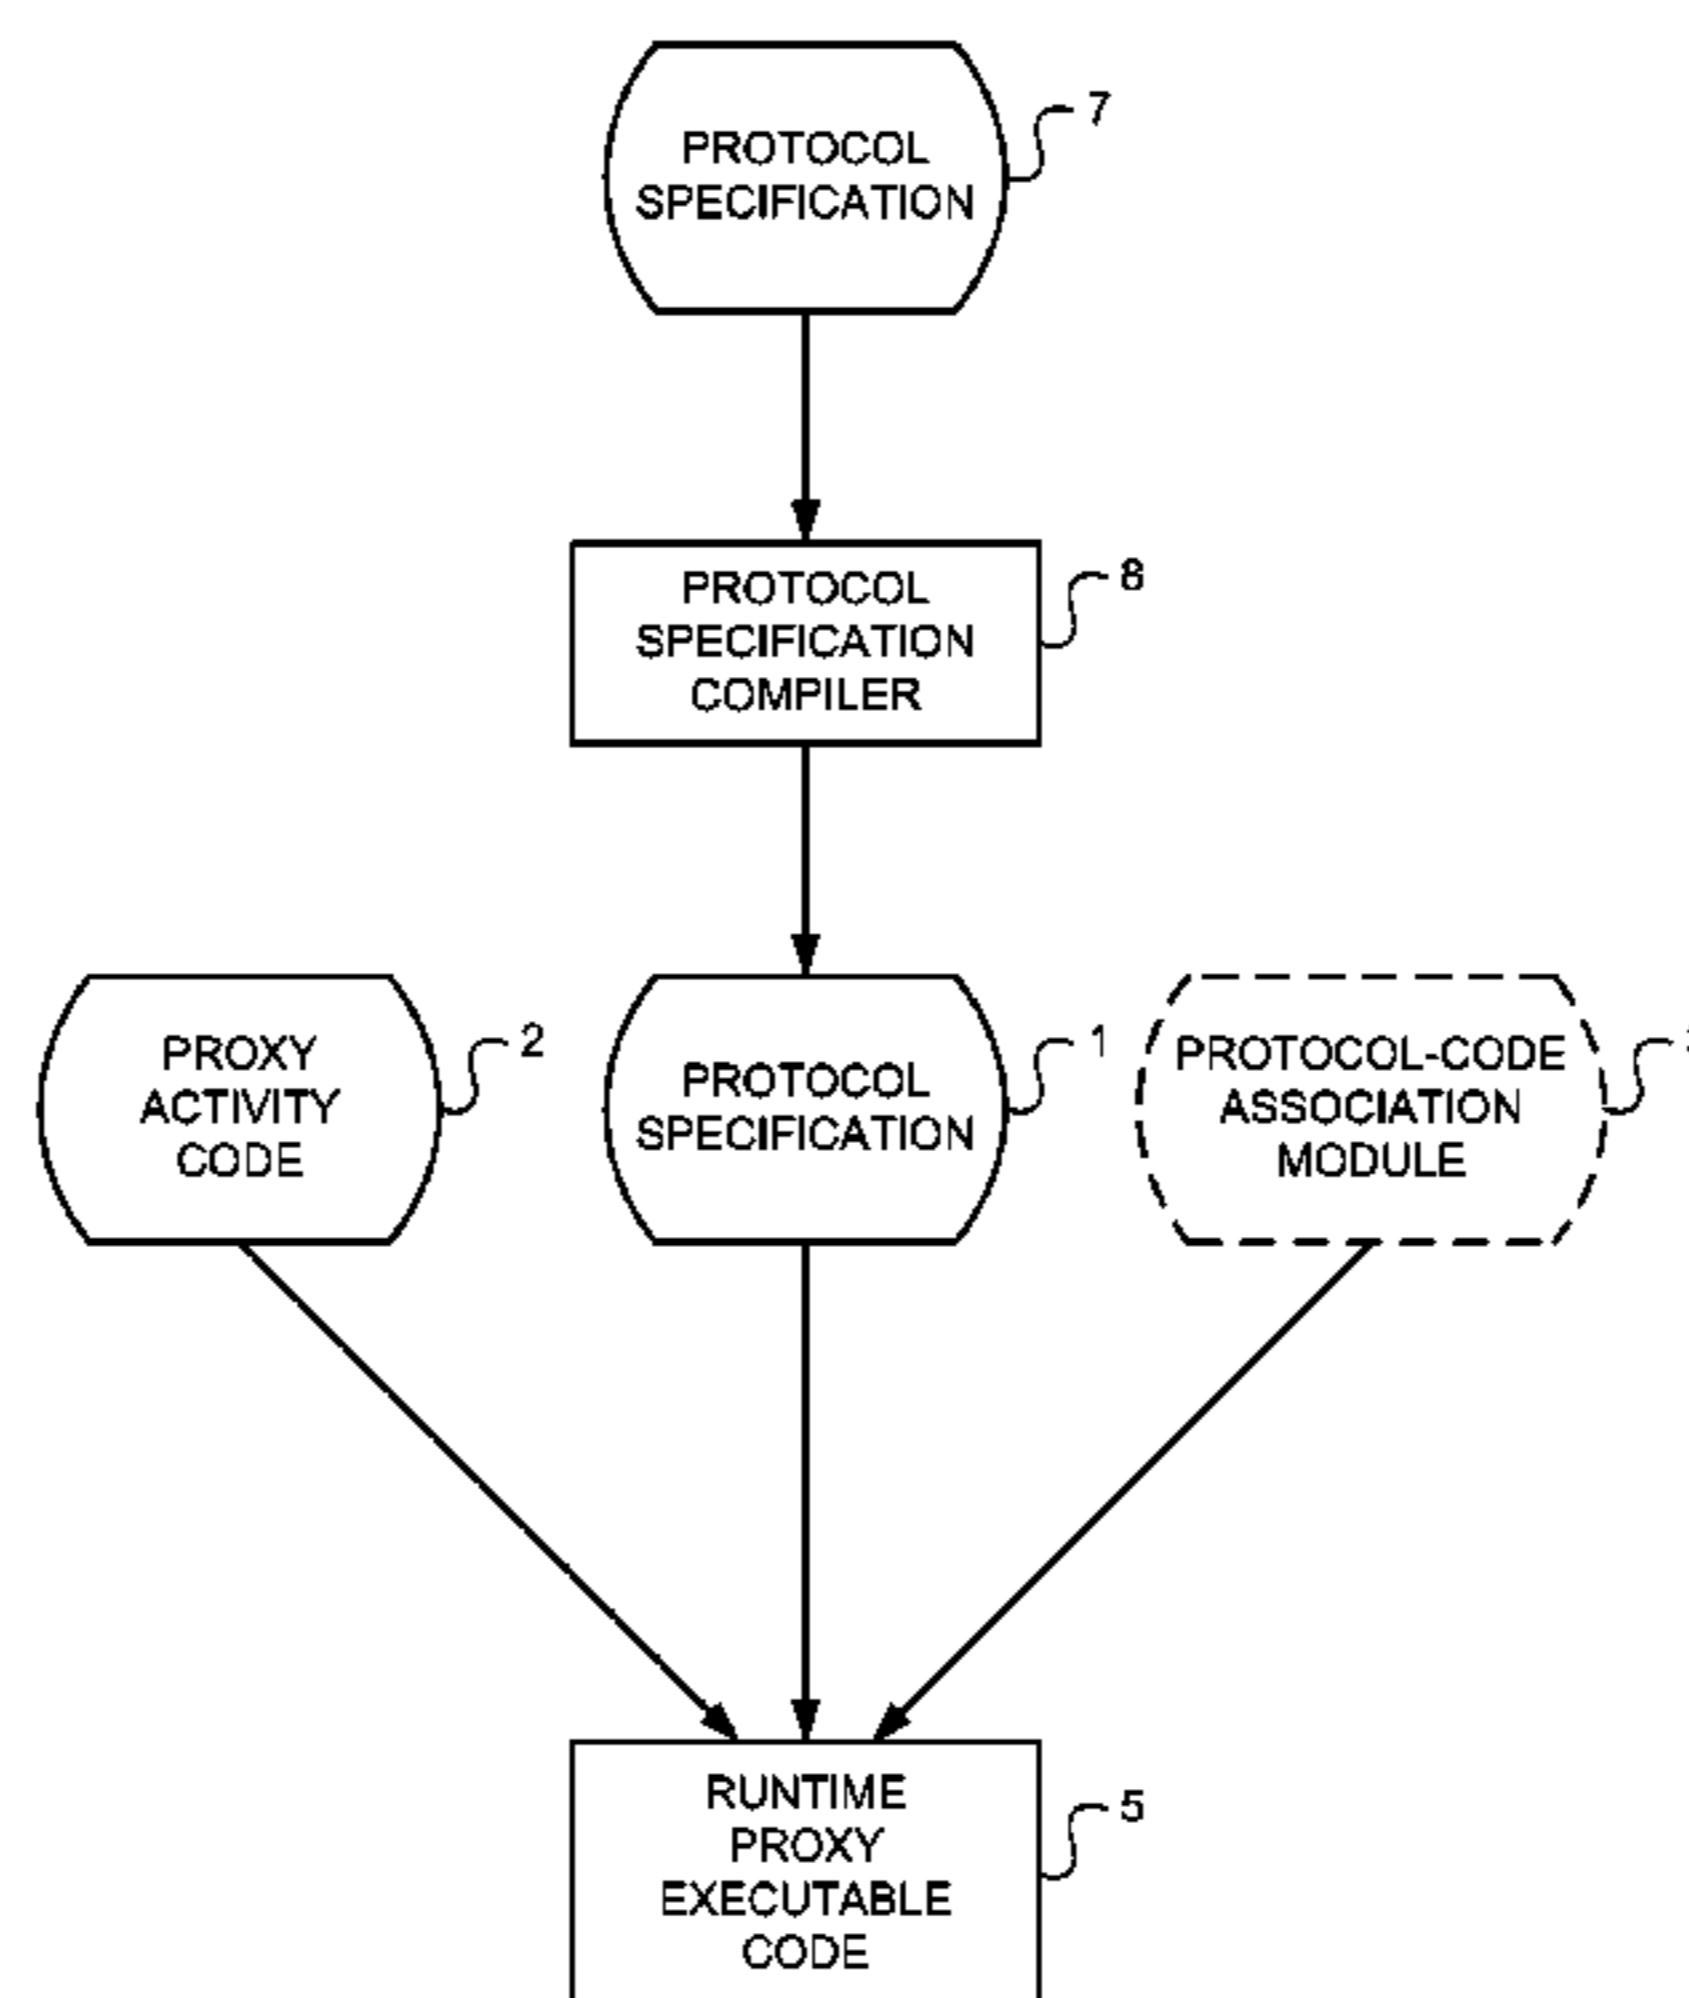 PROTOCOL
SPECIFICATION
7
PROTOCOL
SPECIFICATION
COMPILER
8
PROXY
ACTIVITY
CODE
2
PROTOCOL
SPECIFICATION
1
PROTOCOL-CODE
ASSOCIATION
MODULE
RUNTIME
PROXY
EXECUTABLE
CODE
5